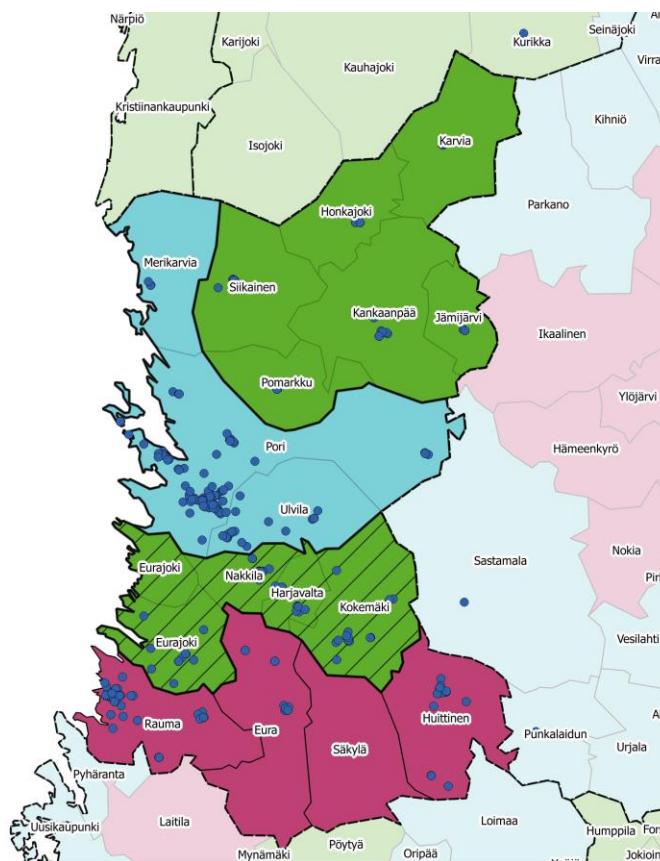 Närpiö
Karijoki
Kurikka
Seinäjoki
Kauhajoki
Kristiinankaupunki
Kihniö
Isojoki
Karvia
Parkano
Honkajoki
Merikarvia
Siikainen
Kankaanpää
Jämijärvi
Ikaalinen
Pomarkku
Ylöjärvi
Pori
Hämeenkyrö
Ulvila
Nokia
Eurajoki
Sastamala
Nakkila
Harjavalta
Kokemäki
Vesilahti
Eurajoki
Rauma
Eura
Säkylä
Huittinen
Punkalaidun
Urjala
Pyhäranta
Laitila
Uusikaupunki
Loimaa
Mynämäki
Pöytyä
Oripää
Humppila